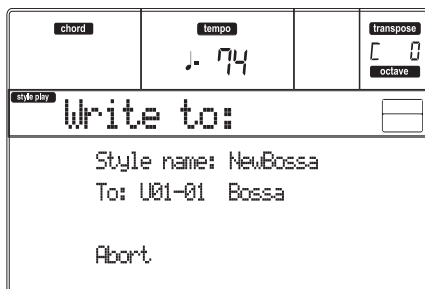 chord tempo transpose
♩= 74 C 0
octave
style play
Write to:
Style name: NewBossa
To: U01-01 Bossa
Abort